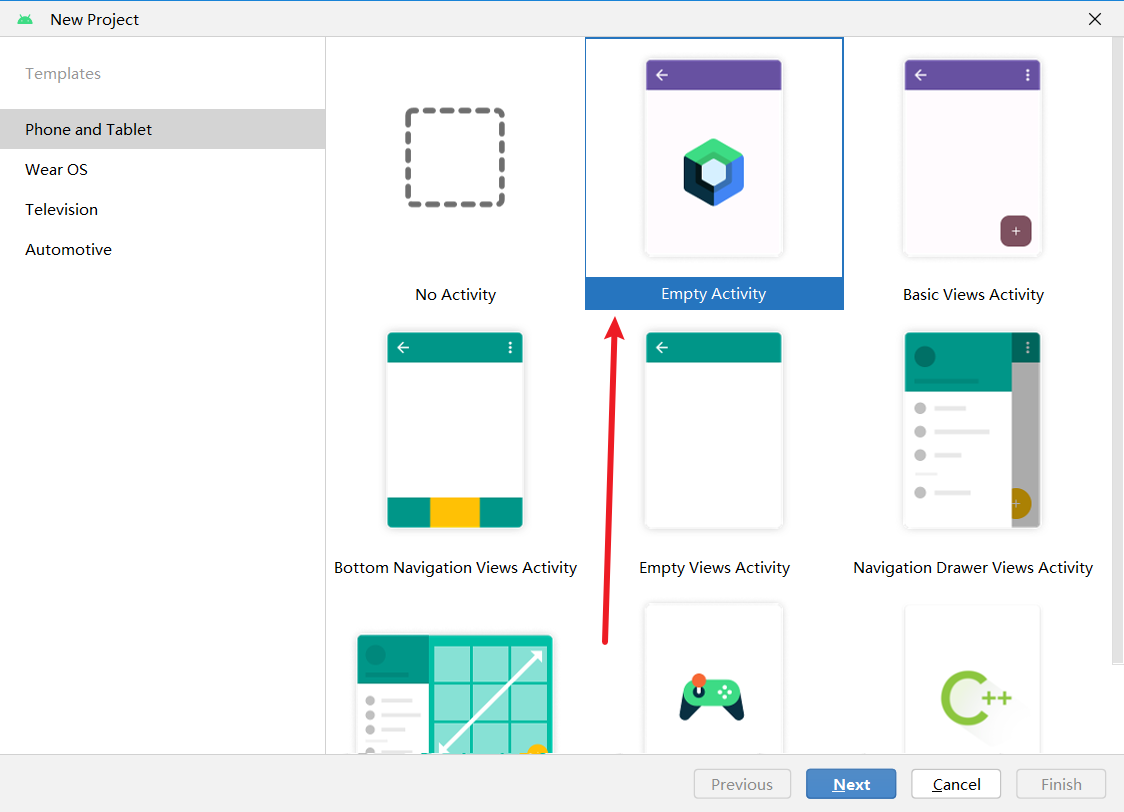 New Project
Templates
Phone and Tablet
Wear OS
Television
Automotive
No Activity
Empty Activity
Basic Views Activity
Bottom Navigation Views Activity
Empty Views Activity
Navigation Drawer Views Activity
C++
Previous
Next
Cancel
Finish